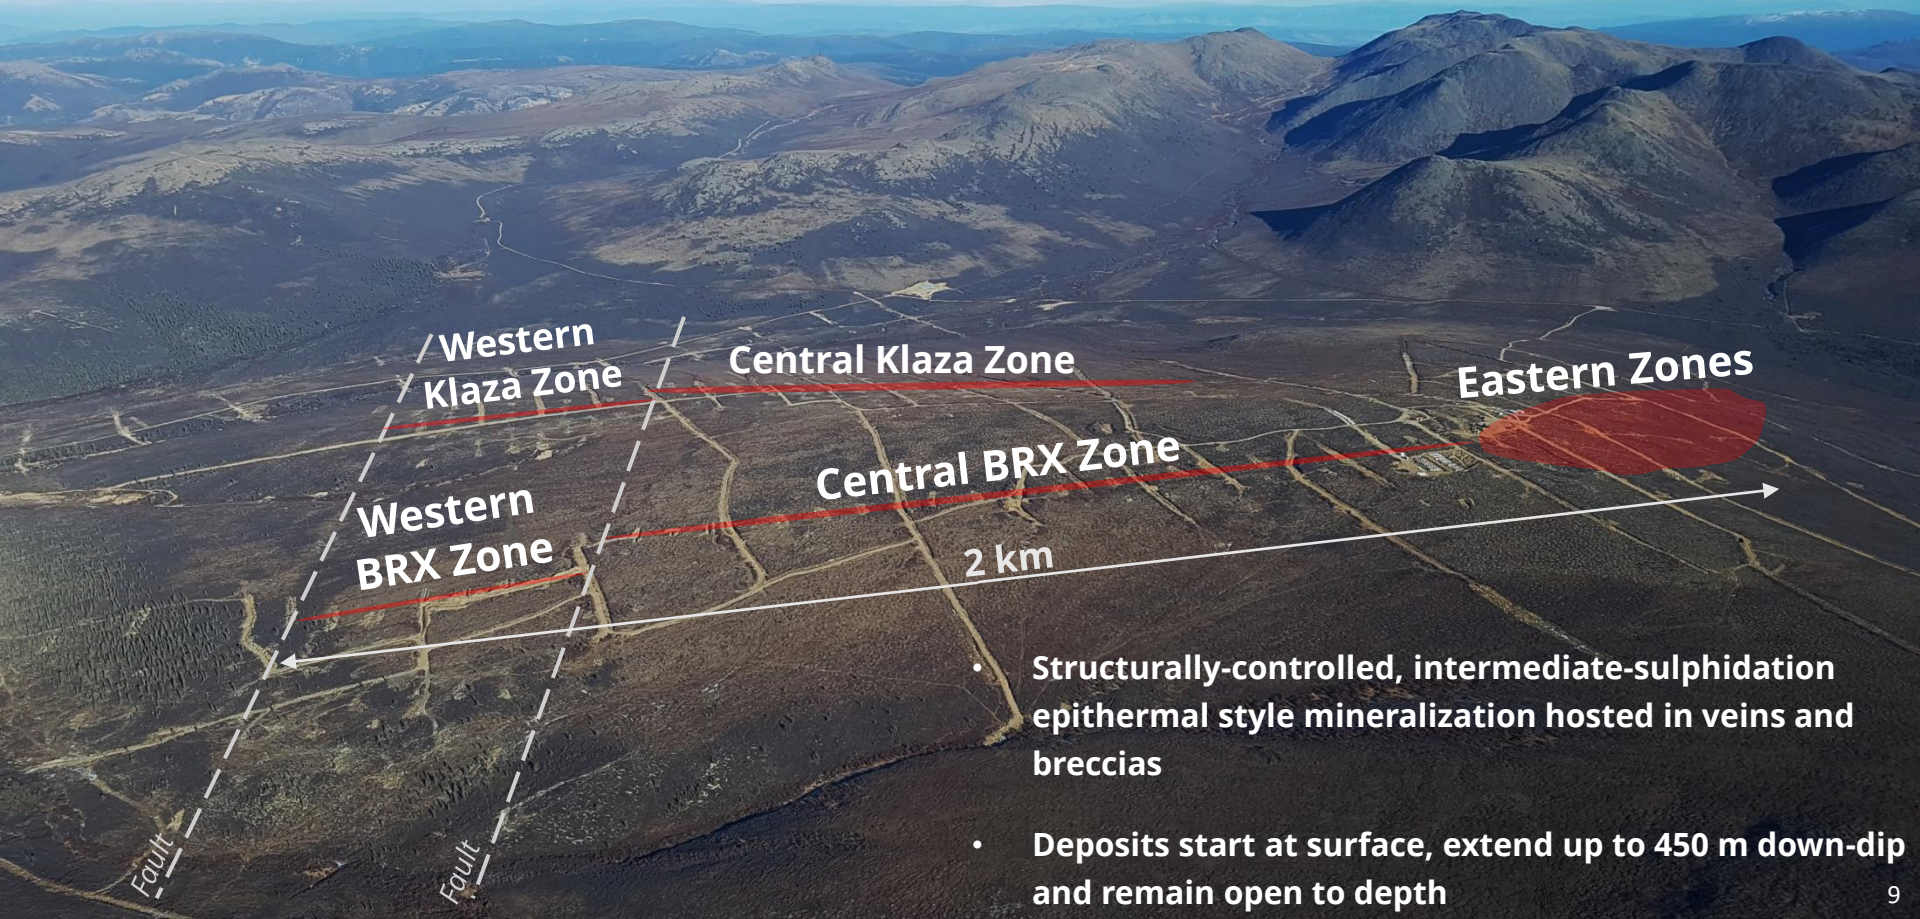 Western
Klaza Zone
Central Klaza Zone
Eastern Zones
Central BRX Zone
Western
BRX Zone
2 km
• Structurally-controlled, intermediate-sulphidation
epithermal style mineralization hosted in veins and
breccias
• Deposits start at surface, extend up to 450 m down-dip
and remain open to depth
Fault
Fault
9